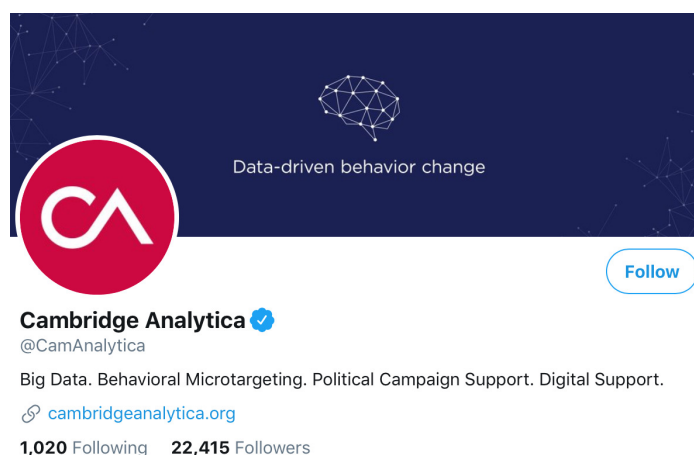 Data-driven behavior change
CA
Follow
Cambridge Analytica
@CamAnalytica
Big Data. Behavioral Microtargeting. Political Campaign Support. Digital Support.
cambridgeanalytica.org
1,020 Following 22,415 Followers